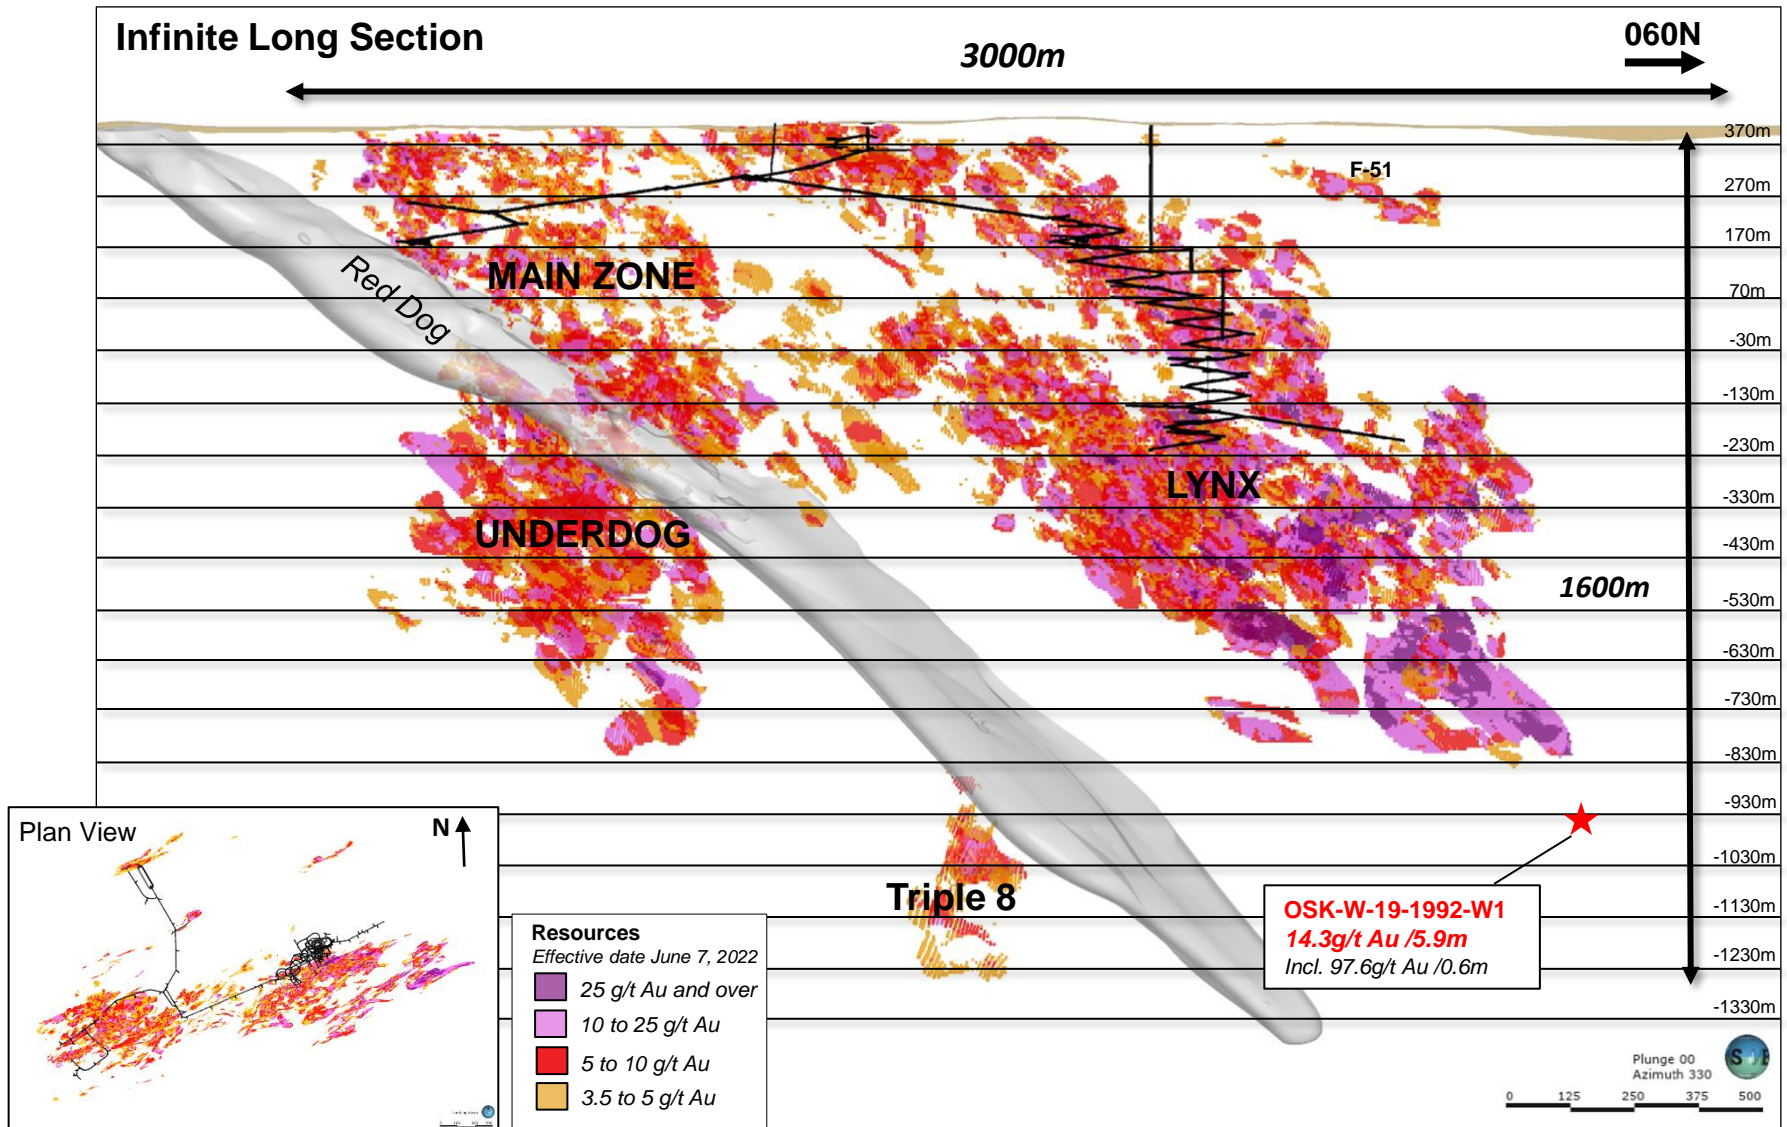 Infinite Long Section
3000m
060N
370m
F-51
270m
170m
MAIN ZONE
Red Dog
70m
-30m
-130m
-230m
LYNX
-330m
UNDERDOG
-430m
1600m
-530m
-630m
-730m
-830m
-930m
-1030m
Triple 8
-1130m
-1230m
-1330m
OSK-W-19-1992-W1
14.3g/t Au /5.9m
Incl. 97.6g/t Au /0.6m
Plan View
N
Resources
Effective date June 7, 2022
25 g/t Au and over
10 to 25 g/t Au
5 to 10 g/t Au
3.5 to 5 g/t Au
Plunge 00
Azimuth 330
0 125 250 375 500